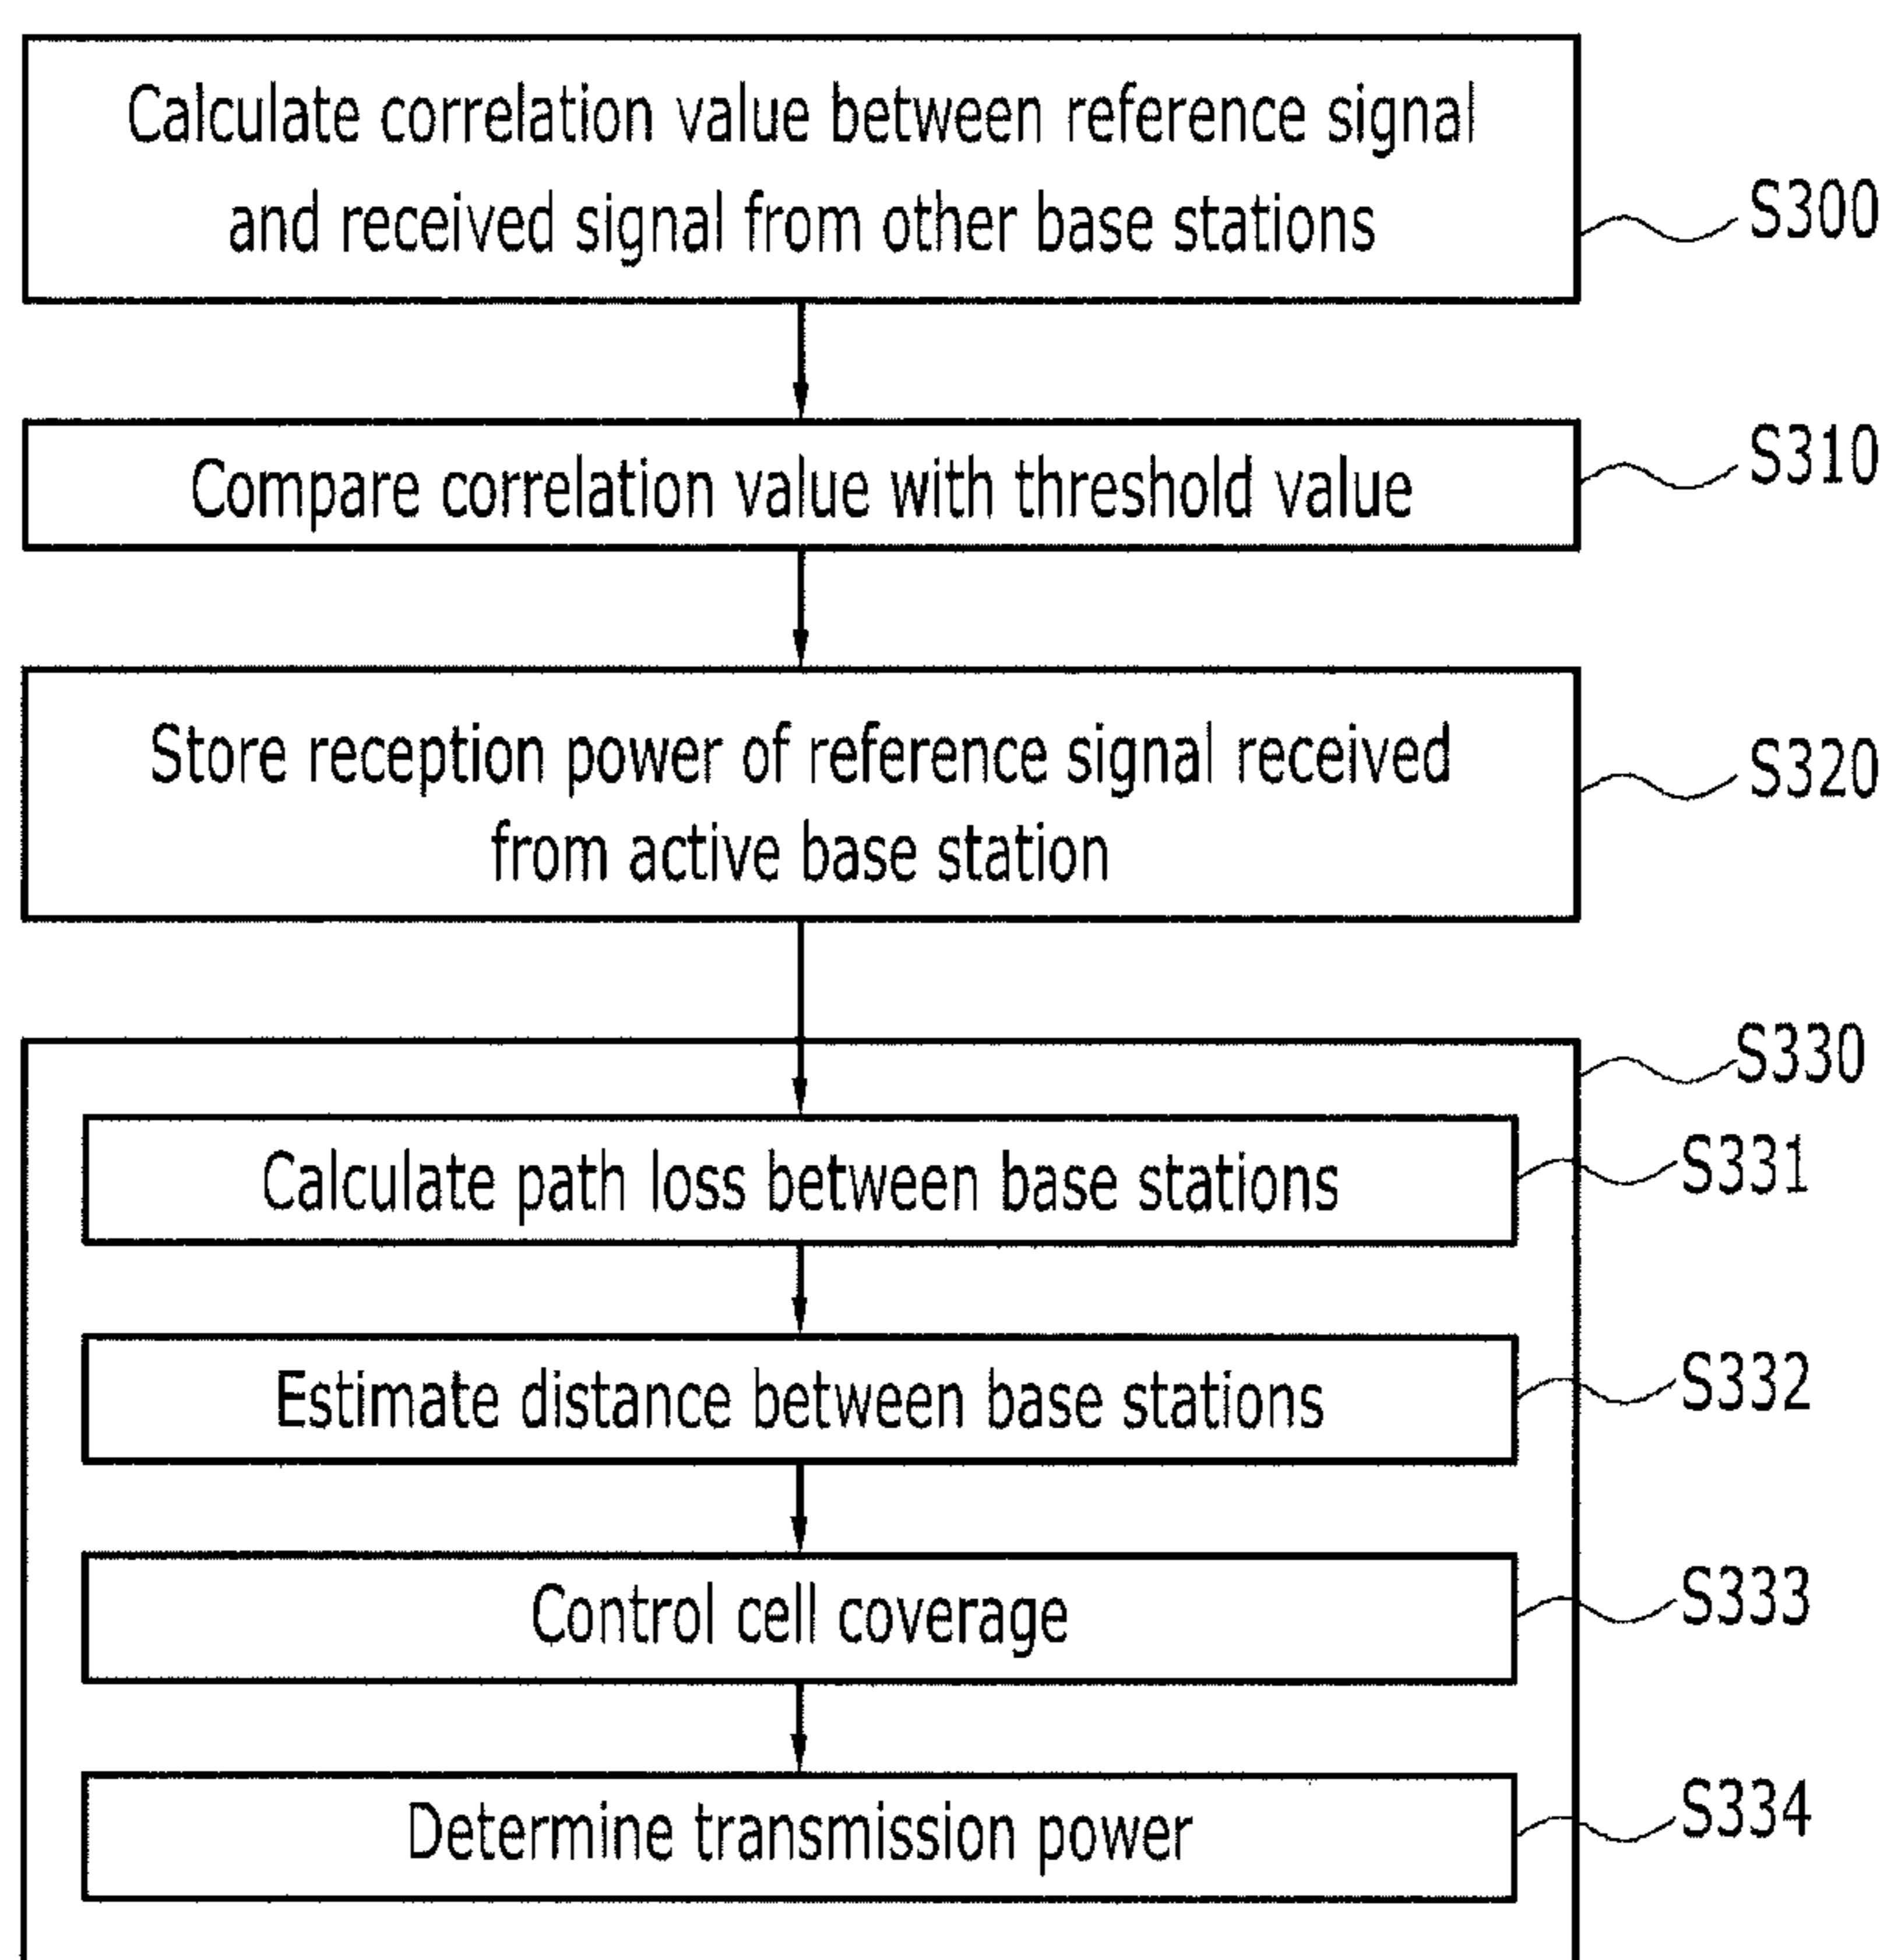 Calculate correlation value between reference signal
and received signal from other base stations
S300
Compare correlation value with threshold value
S310
Store reception power of reference signal received
from active base station
S320
S330
Calculate path loss between base stations
S331
Estimate distance between base stations
S332
Control cell coverage
S333
Determine transmission power
S334